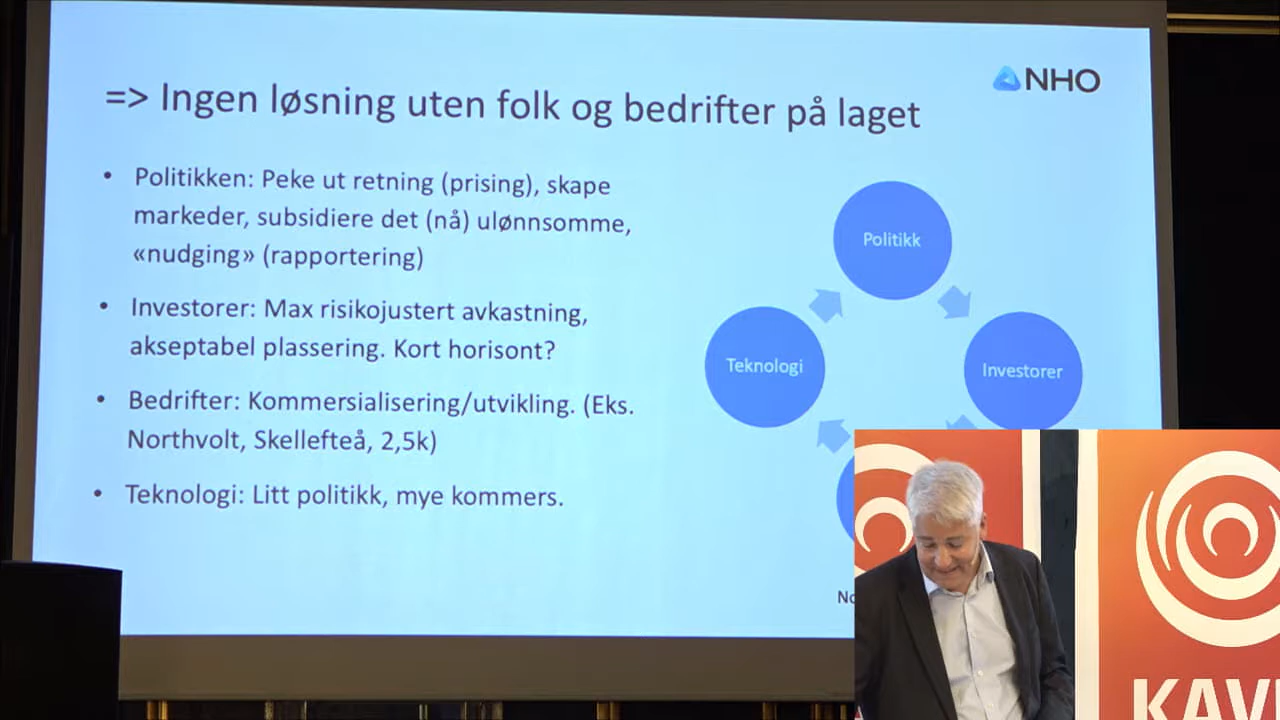 NHO
=> Ingen løsning uten folk og bedrifter på laget
• Politikken: Peke ut retning (prising), skape
markeder, subsidiere det (nå) ulønnsomme,
«nudging» (rapportering)
• Investorer: Max risikojustert avkastning,
akseptabel plassering. Kort horisont?
• Bedrifter: Kommersialisering/utvikling. (Eks.
Northvolt, Skellefteå, 2,5k)
• Teknologi: Litt politikk, mye kommers.
Politikk
Investorer
Teknologi